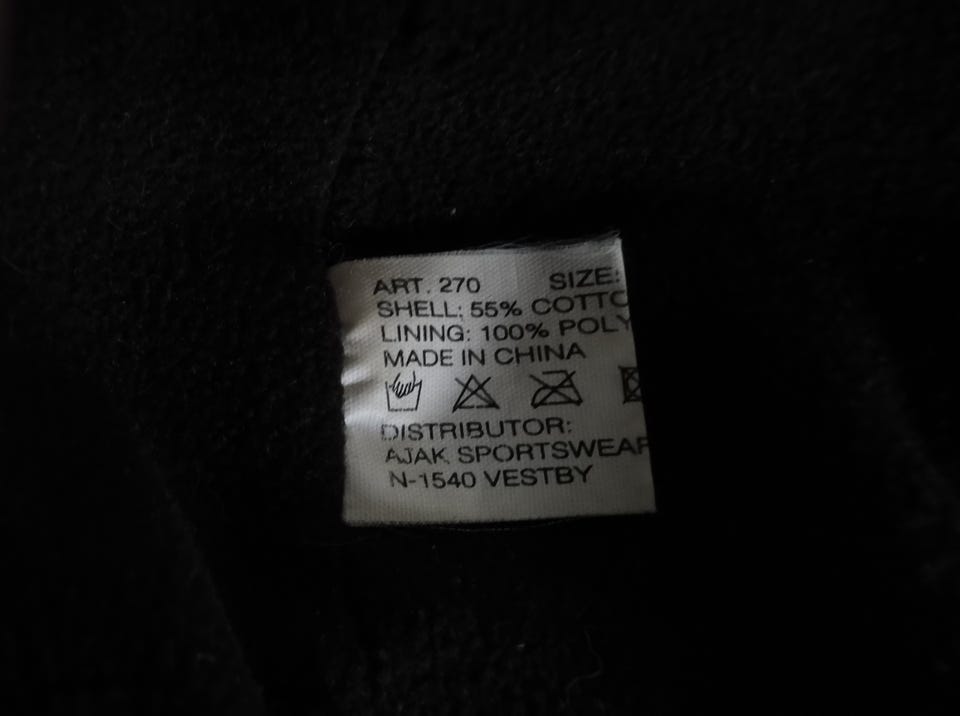 ART. 270 SIZE:
SHELL: 55% COTTO
LINING: 100% POLY
MADE IN CHINA
DISTRIBUTOR:
AJAK SPORTSWEAR
N-1540 VESTBY